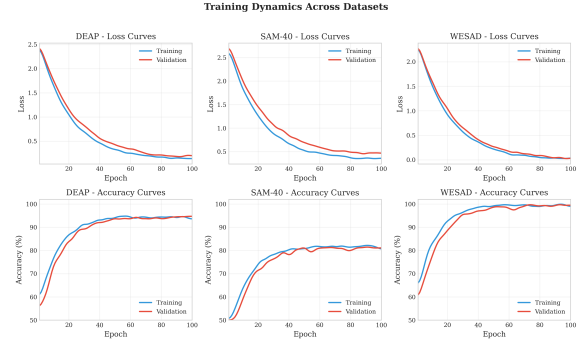 Training Dynamics Across Datasets
DEAP - Loss Curves
SAM-40 - Loss Curves
WESAD - Loss Curves
2.5
2.0
1.5
1.0
0.5
Loss
Training
Validation
20 40 60 80 100
Epoch
2.5
2.0
1.5
1.0
0.5
Loss
Training
Validation
20 40 60 80 100
Epoch
2.0
1.5
1.0
0.5
0.0
Loss
Training
Validation
20 40 60 80 100
Epoch
DEAP - Accuracy Curves
SAM-40 - Accuracy Curves
WESAD - Accuracy Curves
100
90
80
70
60
50
Accuracy (%)
Training
Validation
20 40 60 80 100
Epoch
100
90
80
70
60
50
Accuracy (%)
Training
Validation
20 40 60 80 100
Epoch
100
90
80
70
60
50
Accuracy (%)
Training
Validation
20 40 60 80 100
Epoch